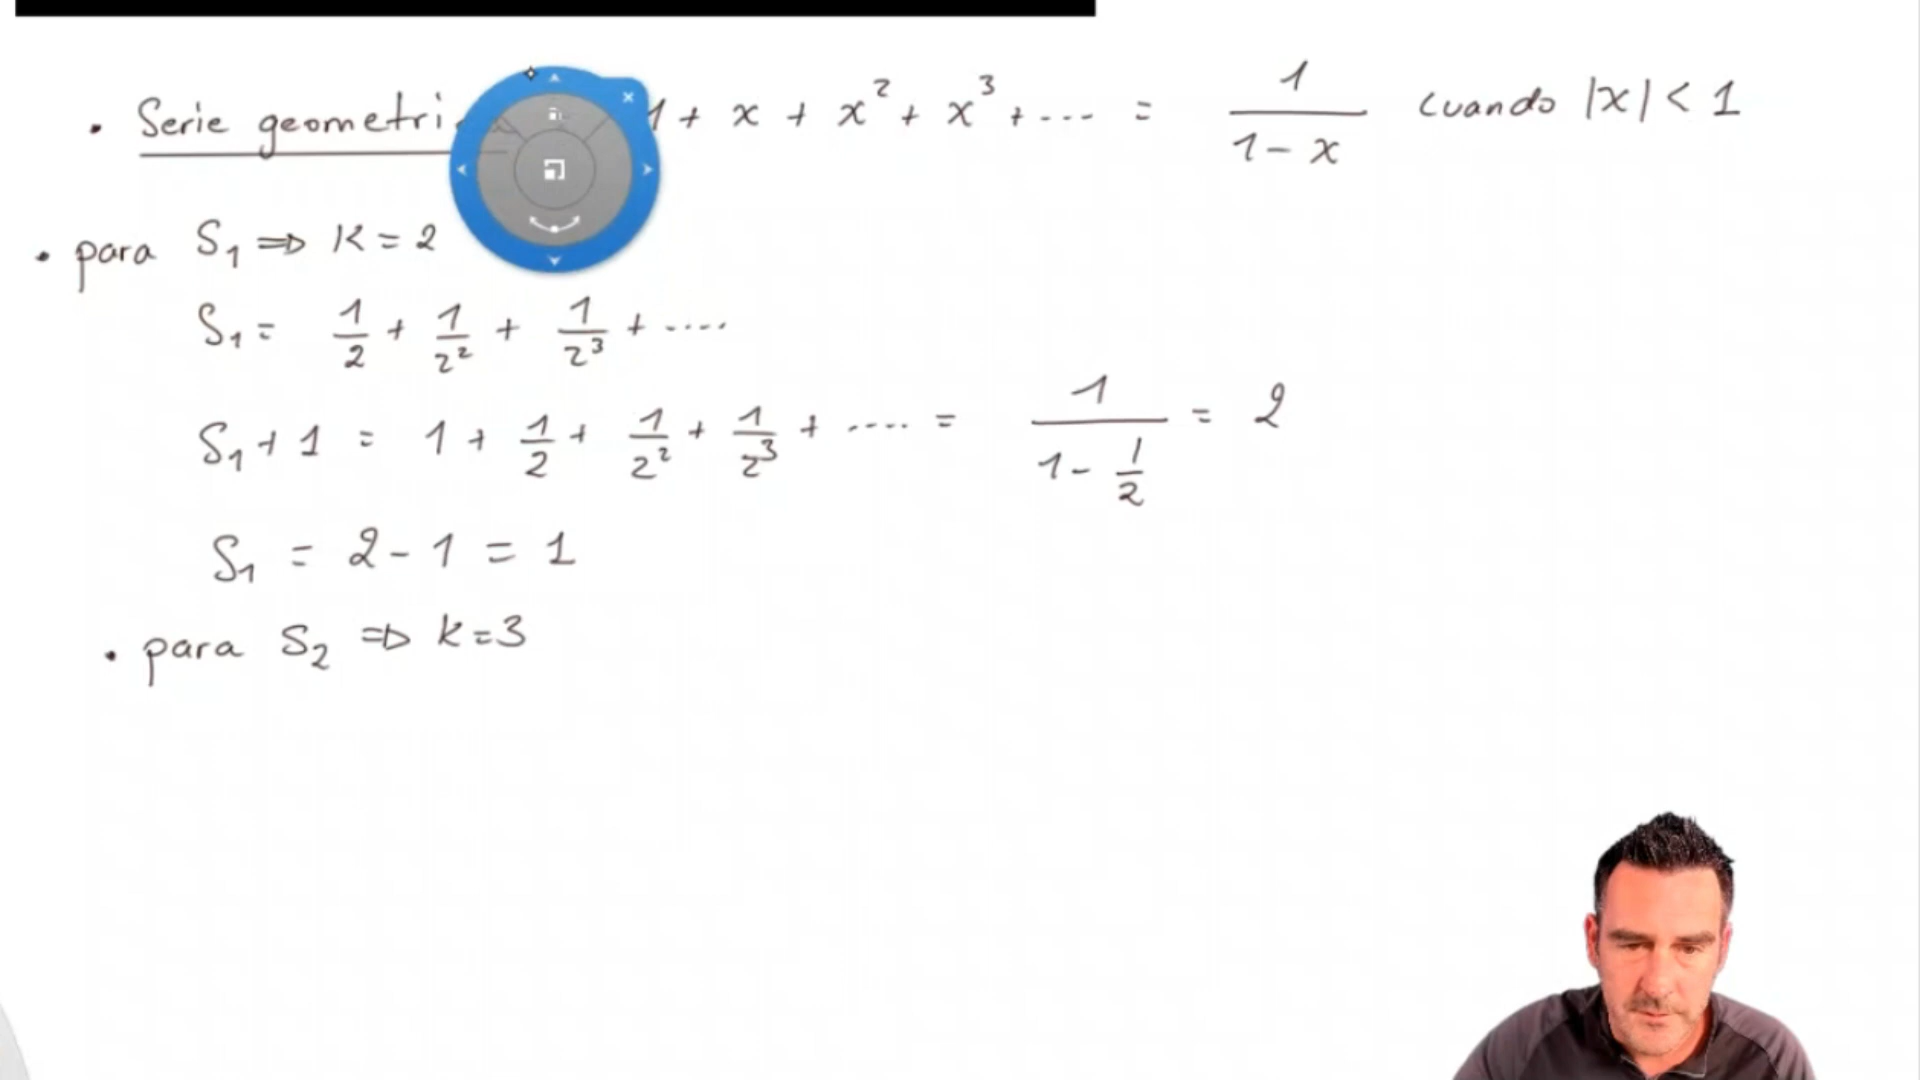 • Serie geometri 1 + x + x² + x³ + ... = 1/(1 - x) cuando |x| < 1
• para S₁ ⇒ K = 2
S₁ = 1/2 + 1/2² + 1/2³ + ....
S₁ + 1 = 1 + 1/2 + 1/2² + 1/2³ + .... = 1/(1 - 1/2) = 2
S₁ = 2 - 1 = 1
• para S₂ ⇒ k = 3